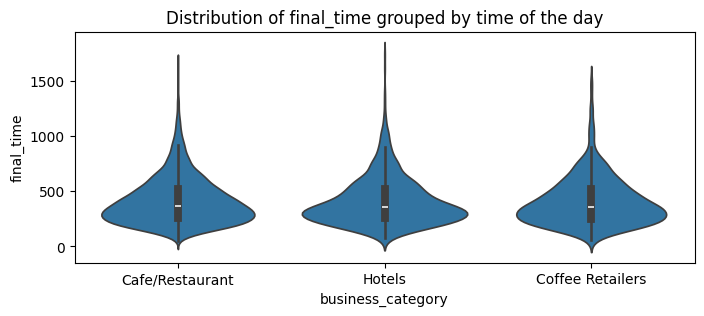 Distribution of final_time grouped by time of the day
final_time
1500
1000
500
0
Cafe/Restaurant
Hotels
Coffee Retailers
business_category